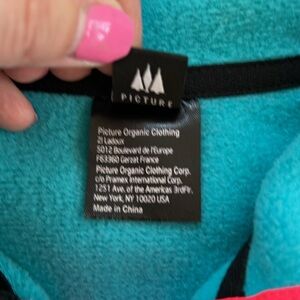 PICTURE
Picture Organic Clothing
ZI Ladoux
5012 Boulevard de l'Europe
F63360 Gerzat France
Picture Organic Clothing Corp.
c/o Pramex International Corp.
1251 Ave. of the Americas 3rdFlr.
New York, NY 10020 USA
Made in China